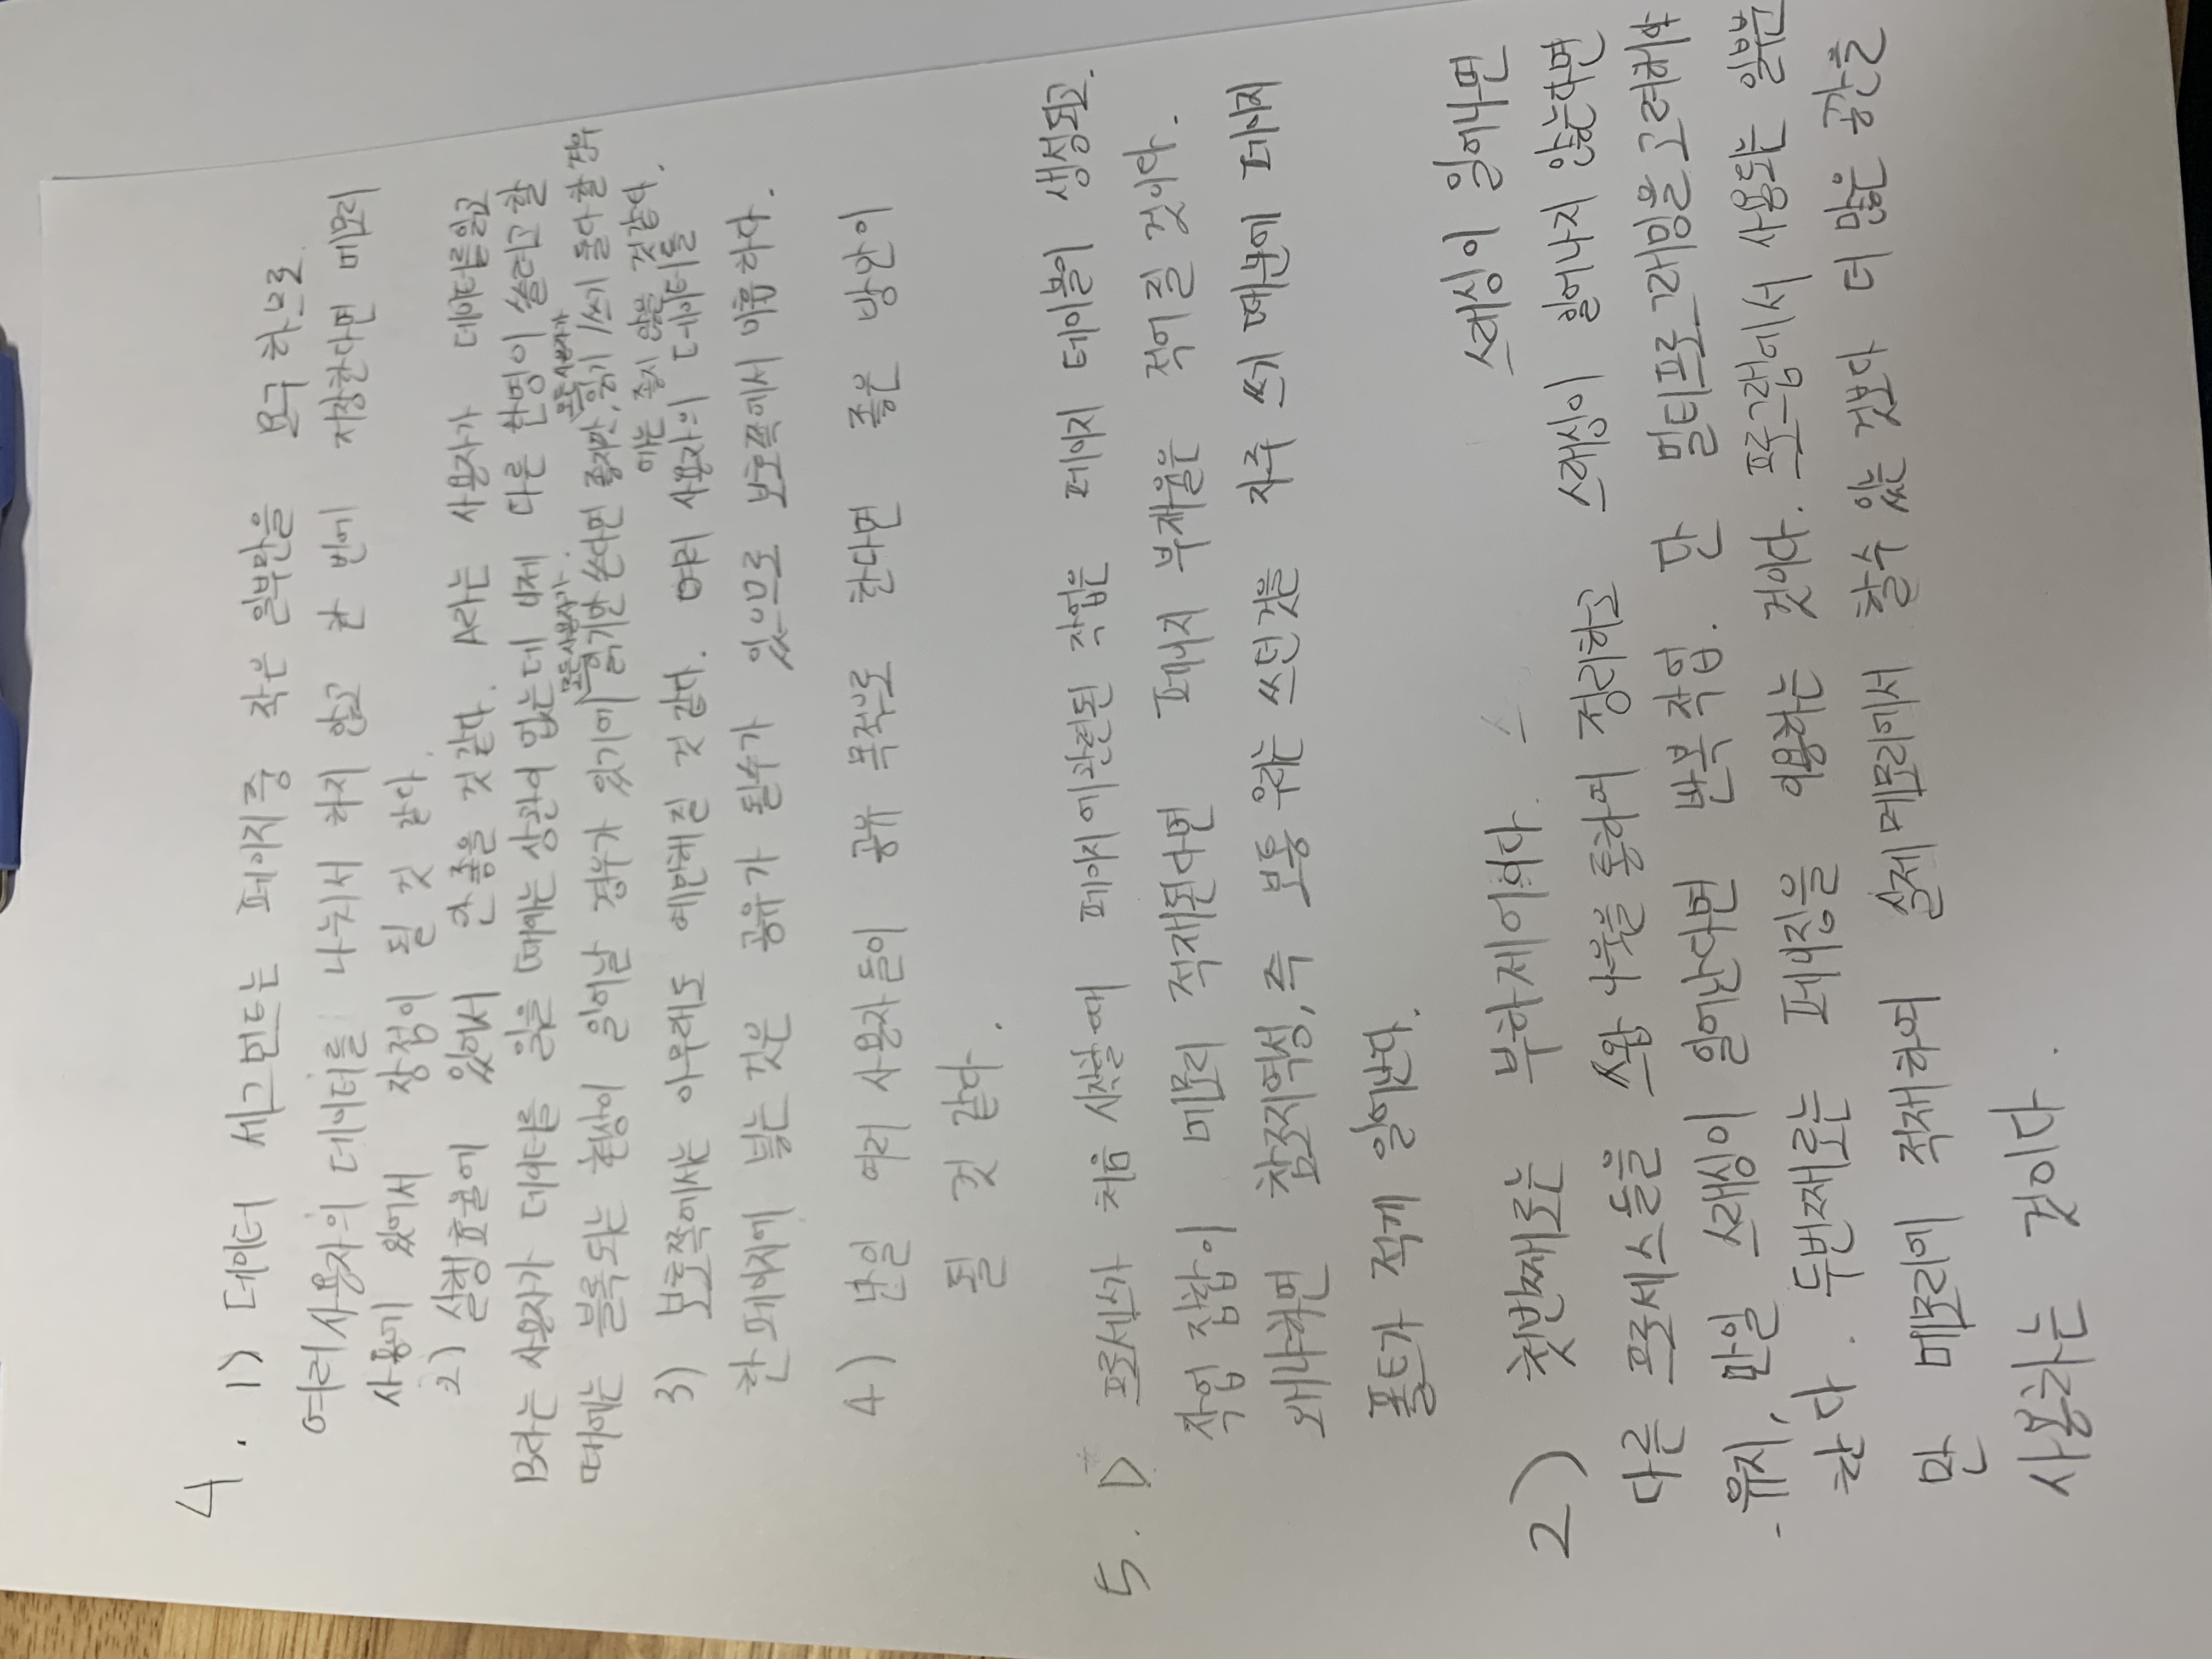 4. 1) 데이터 세그먼트는 페이지중 작은 일부만을 요구하므로
여러 사용자의 데이터를 나눠서 하지 않고 한 번에 저장한다면 메모리
사용에 있어서 장점이 될 것 같다.
2) 실행효율에 있어서 안 좋을 것 같다. A라는 사용자가 데이터를 읽고
B라는 사용자가 데이터를 읽을 때에는 상관이 없는데 이제 다른 한명이 쓸려고 할
모든 사용자가 모든 사용자가
때에는 블록되는 현상이 일어날 경우가 있기에 읽기만 쓴다면 좋지만, 읽기/쓰기 둘다 할 경우
에는 좋지 않을 것 같다.
3) 보호쪽에서는 아무래도 예민해질 것 같다. 여러 사용자의 데이터를
한 페이지에 넣는 것은 공유가 될수가 있으므로 보호쪽에서 미흡하다.
4) 만일 여러 사용자들이 공유 목적으로 한다면 좋은 방안이
될 것 같다.
5. 1) 프로세스가 처음 시작할 때 페이지에 관련된 작업은 페이지 테이블이 생성되고
작업 집합이 메모리 적재된다면 페이지 부재율은 적어질 것이다.
왜냐하면 참조지역성, 즉 보통 우리는 쓰던것을 자주 쓰기 때문에 페이지
폴트가 적게 일어난다.
2) 첫번째로는 부하제어이다. 스래싱이 일어나면
다른 프로세스들을 쓰왑 아웃을 통하여 정리하고 스래싱이 일어나지 않는다면
유지, 만일 스래싱이 일어난다면 반복작업. 단 멀티프로그래밍을 고려해야
한다. 두번째로는 페이징을 이용하는 것이다. 프로그램에서 사용되는 일부분
만 메모리에 적재하여 실제 메모리에서 할수 있는 것보다 더 많은 공간을
사용하는 것이다.